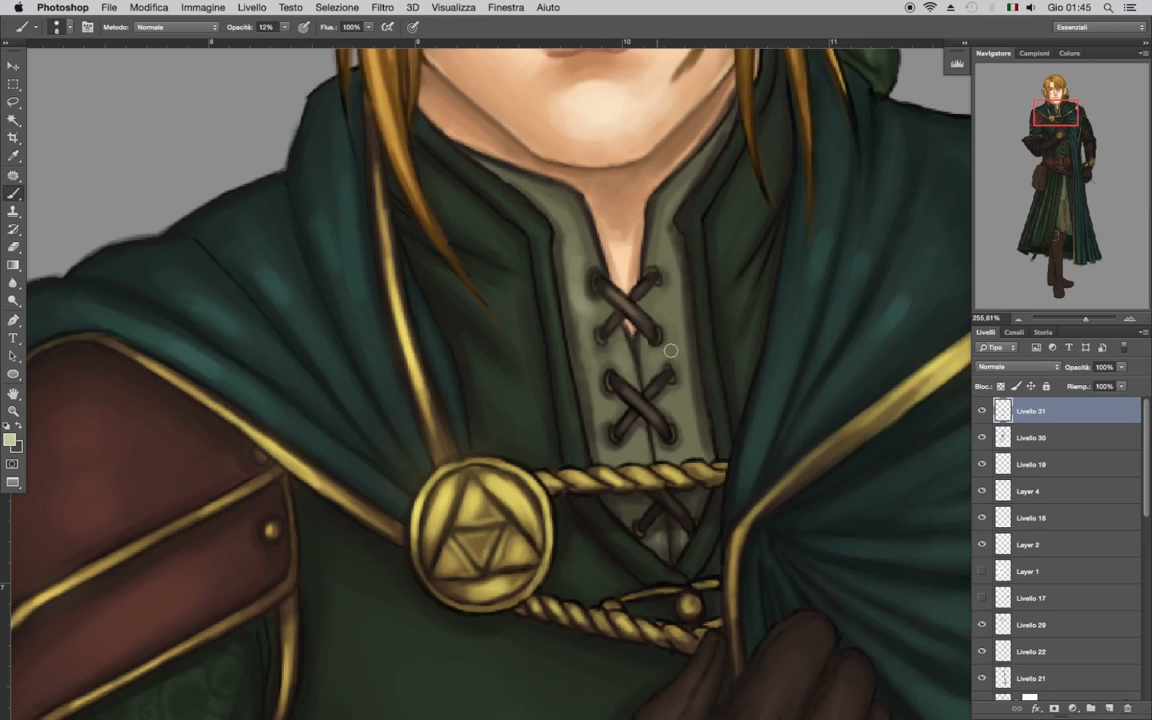 Photoshop File Modifica Immagine Livello Testo Selezione Filtro 3D Visualizza Finestra Aiuto Gio 01:45
Metodo: Normale Opacità: 12% Flus.: 100% Essenziali
8 9 10 11
7
Navigatore Campioni Colore
255,61%
Livelli Canali Storia
Tipo
Normale Opacità: 100%
Bloc.: Riemp.: 100%
Livello 31
Livello 30
Livello 19
Layer 4
Livello 18
Layer 2
Layer 1
Livello 17
Livello 29
Livello 22
Livello 21